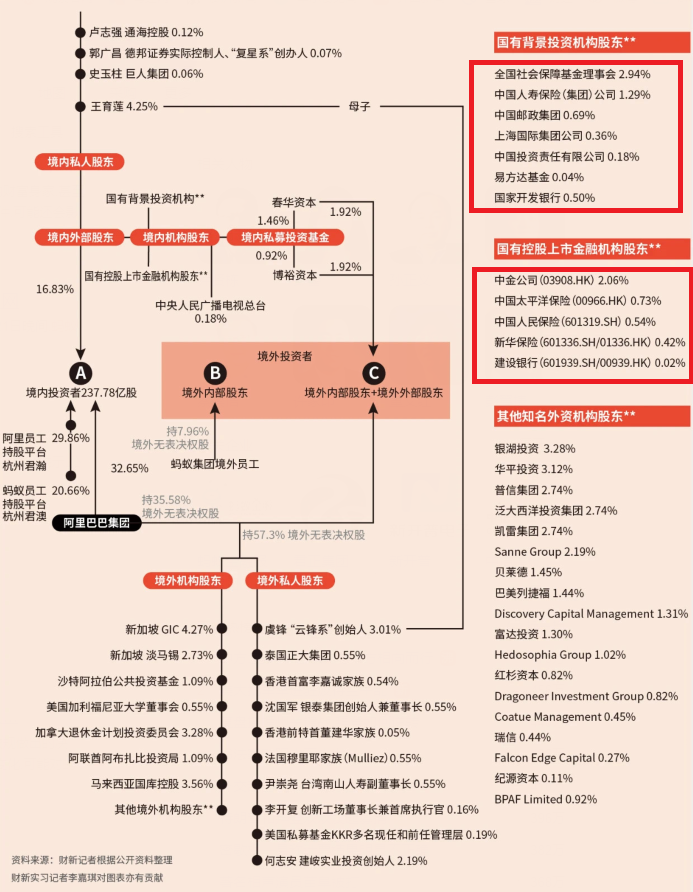 卢志强 通海控股 0.12%
郭广昌 德邦证券实际控制人、“复星系”创办人 0.07%
史玉柱 巨人集团 0.06%
王育莲 4.25%
母子
境内私人股东
国有背景投资机构**
春华资本
1.92%
1.46%
境内外部股东
境内机构股东
境内私募投资基金
0.92%
1.92%
国有控股上市金融机构股东**
博裕资本
16.83%
中央人民广播电视总台
0.18%
境外投资者
A
B
C
境内投资者237.78亿股
境外内部股东
境外内部股东+境外外部股东
持7.96%
境外无表决权股
阿里员工
持股平台
杭州君瀚
29.86%
32.65%
蚂蚁集团境外员工
蚂蚁员工
持股平台
杭州君澳
20.66%
持35.58%
境外无表决权股
阿里巴巴集团
持57.3% 境外无表决权股
境外机构股东
境外私人股东
新加坡 GIC 4.27%
新加坡 淡马锡 2.73%
沙特阿拉伯公共投资基金 1.09%
美国加利福尼亚大学董事会 0.55%
加拿大退休金计划投资委员会 3.28%
阿联酋阿布扎比投资局 1.09%
马来西亚国库控股 3.56%
其他境外机构股东**
虞锋 “云锋系”创始人 3.01%
泰国正大集团 0.55%
香港首富李嘉诚家族 0.54%
沈国军 银泰集团创始人兼董事长 0.55%
香港前特首董建华家族 0.05%
法国穆里耶家族（Mulliez）0.55%
尹崇尧 台湾南山人寿副董事长 0.55%
李开复 创新工场董事长兼首席执行官 0.16%
美国私募基金KKR多名现任和前任管理层 0.19%
何志安 建峖实业投资创始人 2.19%
国有背景投资机构股东**
全国社会保障基金理事会 2.94%
中国人寿保险（集团）公司 1.29%
中国邮政集团 0.69%
上海国际集团公司 0.36%
中国投资责任有限公司 0.18%
易方达基金 0.04%
国家开发银行 0.50%
国有控股上市金融机构股东**
中金公司（03908.HK） 2.06%
中国太平洋保险（00966.HK） 0.73%
中国人民保险（601319.SH） 0.54%
新华保险（601336.SH/01336.HK） 0.42%
建设银行（601939.SH/00939.HK） 0.02%
其他知名外资机构股东**
银湖投资 3.28%
华平投资 3.12%
普信集团 2.74%
泛大西洋投资集团 2.74%
凯雷集团 2.74%
Sanne Group 2.19%
贝莱德 1.45%
巴美列捷福 1.44%
Discovery Capital Management 1.31%
富达投资 1.30%
Hedosophia Group 1.02%
红杉资本 0.82%
Dragoneer Investment Group 0.82%
Coatue Management 0.45%
瑞信 0.44%
Falcon Edge Capital 0.27%
纪源资本 0.11%
BPAF Limited 0.92%
资料来源：财新记者根据公开资料整理
财新实习记者李嘉琪对图表亦有贡献